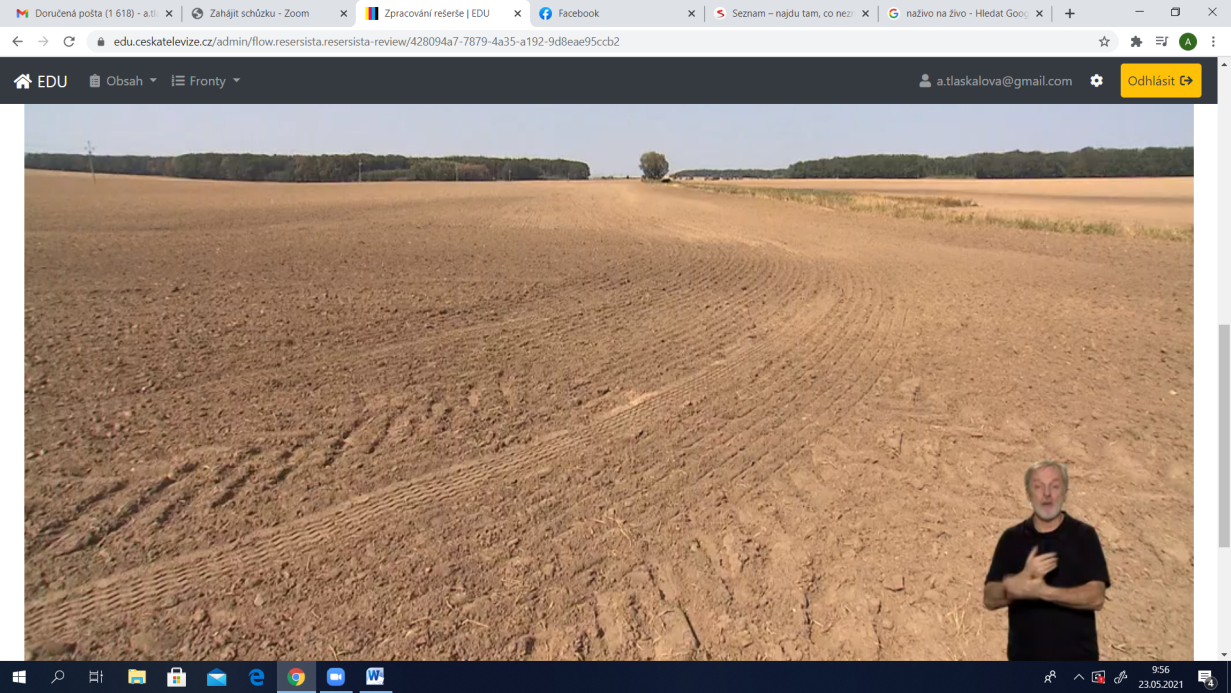 Doručená pošta (1 618) - a.tl
Zahájit schůzku - Zoom
Zpracování rešerše | EDU
Facebook
Seznam – najdu tam, co nezn
naživo na živo - Hledat Goog
edu.ceskatelevize.cz/admin/flow.resersista.resersista-review/428094a7-7879-4a35-a192-9d8eae95ccb2
A
EDU
Obsah
Fronty
a.tlaskalova@gmail.com
Odhlásit
9:56
23.05.2021
4